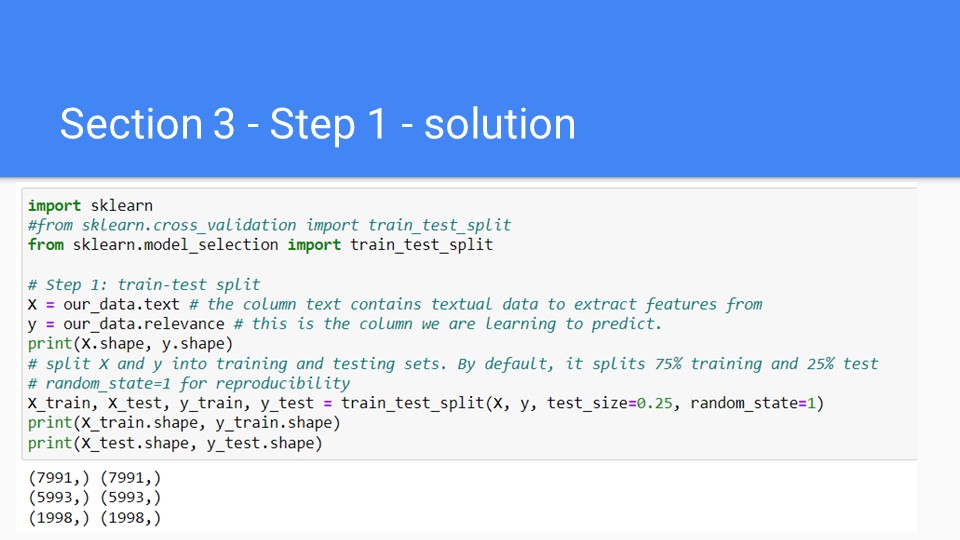 Section 3 - Step 1 - solution
import sklearn
#from sklearn.cross_validation import train_test_split
from sklearn.model_selection import train_test_split
# Step 1: train-test split
X = our_data.text # the column text contains textual data to extract features from
y = our_data.relevance # this is the column we are learning to predict.
print(X.shape, y.shape)
# split X and y into training and testing sets. By default, it splits 75% training and 25% test
# random_state=1 for reproducibility
X_train, X_test, y_train, y_test = train_test_split(X, y, test_size=0.25, random_state=1)
print(X_train.shape, y_train.shape)
print(X_test.shape, y_test.shape)
(7991,) (7991,)
(5993,) (5993,)
(1998,) (1998,)